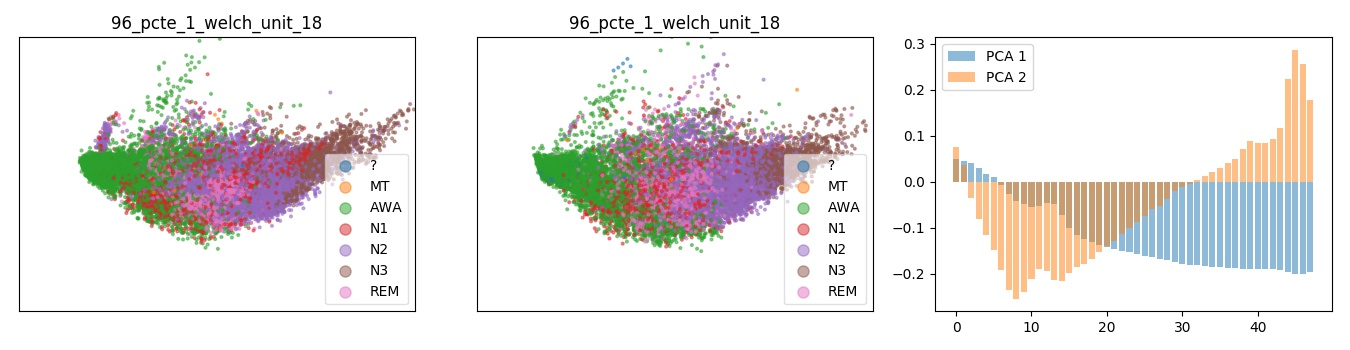 96_pcte_1_welch_unit_18
?
MT
AWA
N1
N2
N3
REM
96_pcte_1_welch_unit_18
?
MT
AWA
N1
N2
N3
REM
PCA 1
PCA 2
0.3
0.2
0.1
0.0
−0.1
−0.2
0 10 20 30 40